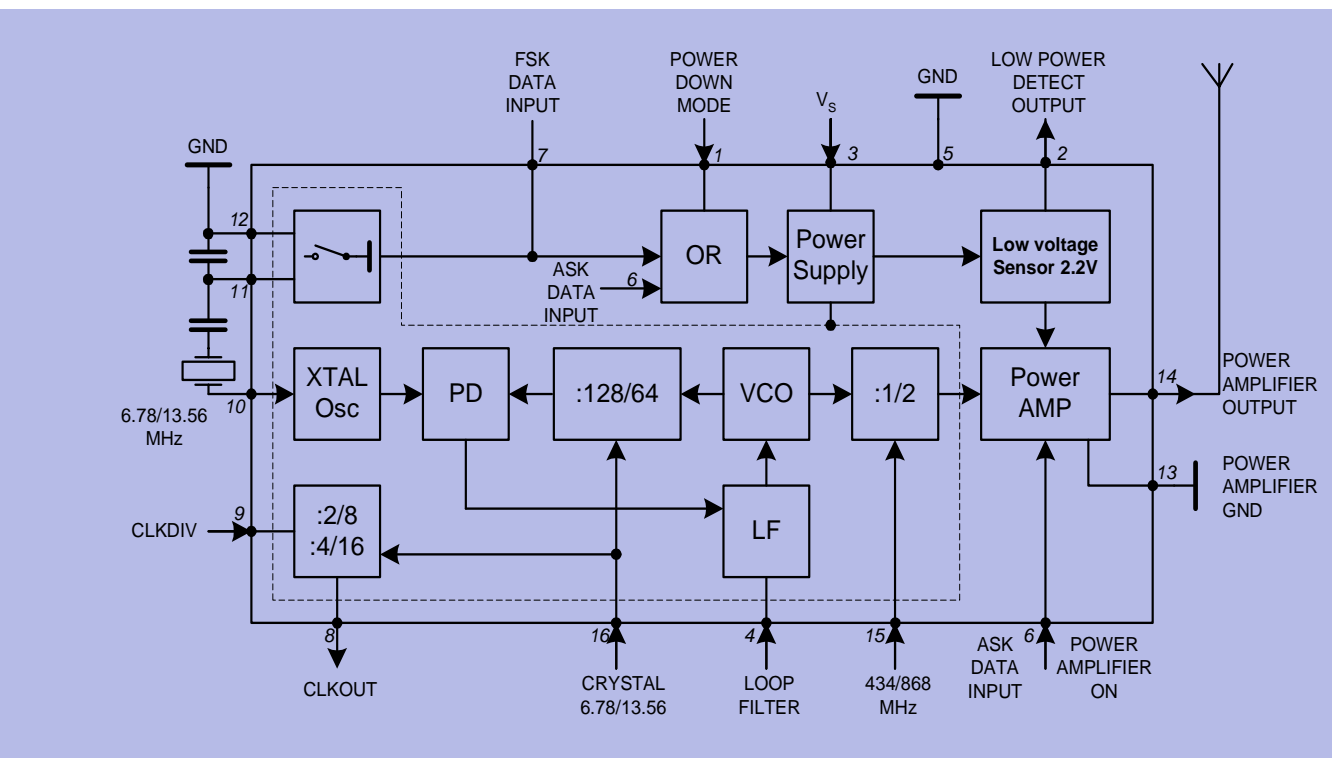 FSK
DATA
INPUT
POWER
DOWN
MODE
VS
GND
LOW POWER
DETECT
OUTPUT
GND
7
1
3
5
2
12
11
OR
Power
Supply
Low voltage
Sensor 2.2V
ASK
DATA
INPUT
6
XTAL
Osc
PD
:128/64
VCO
:1/2
Power
AMP
14
POWER
AMPLIFIER
OUTPUT
10
6.78/13.56
MHz
13
POWER
AMPLIFIER
GND
9
CLKDIV
:2/8
:4/16
LF
8
16
4
15
6
CLKOUT
CRYSTAL
6.78/13.56
LOOP
FILTER
434/868
MHz
ASK
DATA
INPUT
POWER
AMPLIFIER
ON